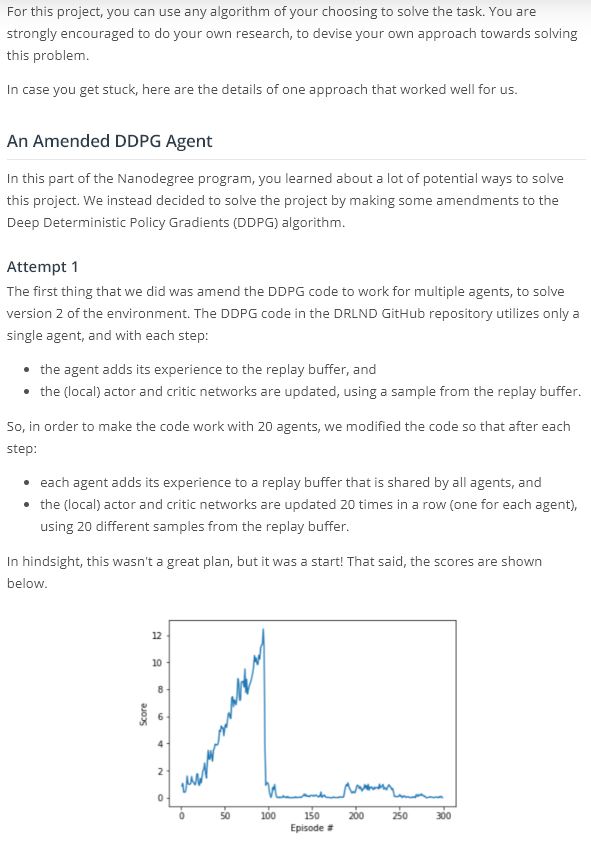 For this project, you can use any algorithm of your choosing to solve the task. You are
strongly encouraged to do your own research, to devise your own approach towards solving
this problem.
In case you get stuck, here are the details of one approach that worked well for us.
An Amended DDPG Agent
In this part of the Nanodegree program, you learned about a lot of potential ways to solve
this project. We instead decided to solve the project by making some amendments to the
Deep Deterministic Policy Gradients (DDPG) algorithm.
Attempt 1
The first thing that we did was amend the DDPG code to work for multiple agents, to solve
version 2 of the environment. The DDPG code in the DRLND GitHub repository utilizes only a
single agent, and with each step:
• the agent adds its experience to the replay buffer, and
• the (local) actor and critic networks are updated, using a sample from the replay buffer.
So, in order to make the code work with 20 agents, we modified the code so that after each
step:
• each agent adds its experience to a replay buffer that is shared by all agents, and
• the (local) actor and critic networks are updated 20 times in a row (one for each agent),
using 20 different samples from the replay buffer.
In hindsight, this wasn't a great plan, but it was a start! That said, the scores are shown
below.
12
10
8
6
4
2
0
Score
0 50 100 150 200 250 300
Episode #